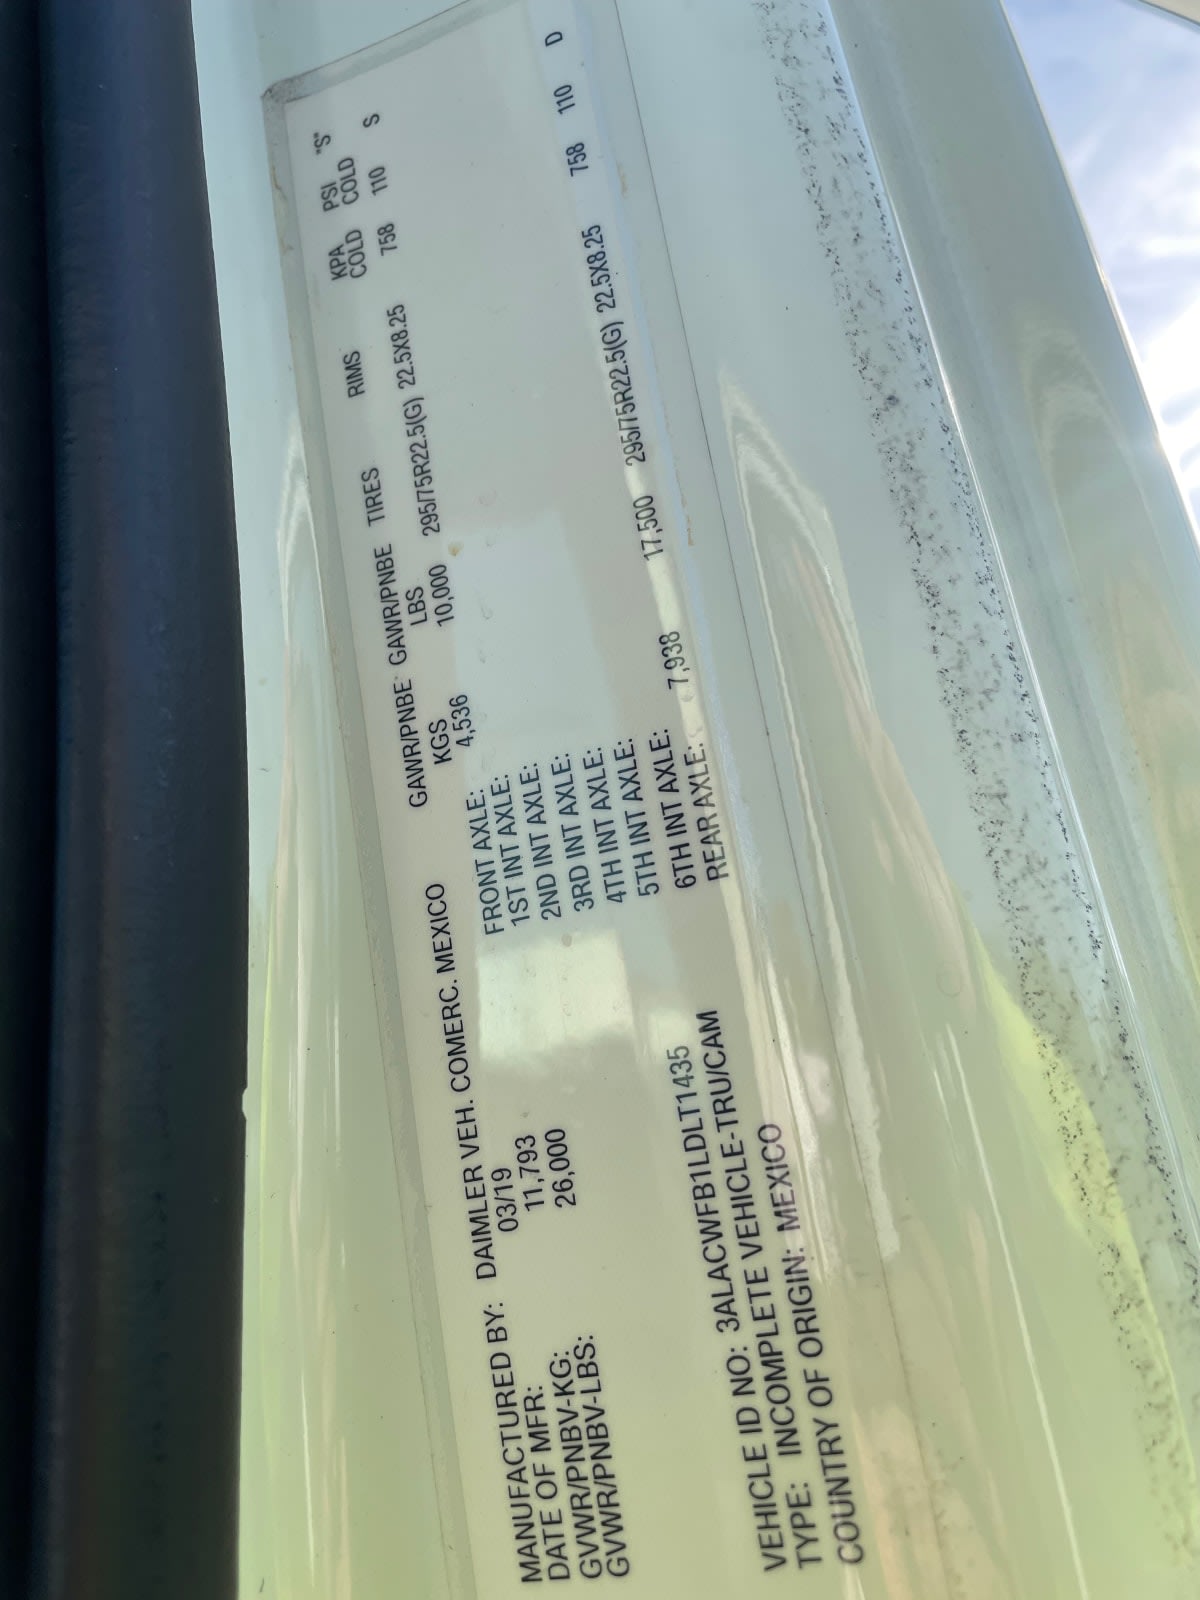 MANUFACTURED BY: DAIMLER VEH. COMERC. MEXICO
DATE OF MFR: 03/19
GVWR/PNBV-KG: 11,793
GVWR/PNBV-LBS: 26,000
VEHICLE ID NO: 3ALACWFB1LDLT1435
TYPE: INCOMPLETE VEHICLE-TRU/CAM
COUNTRY OF ORIGIN: MEXICO
GAWR/PNBE GAWR/PNBE TIRES RIMS KPA PSI "S"
KGS LBS COLD COLD
FRONT AXLE: 4,536 10,000 295/75R22.5(G) 22.5X8.25 758 110 S
1ST INT AXLE:
2ND INT AXLE:
3RD INT AXLE:
4TH INT AXLE:
5TH INT AXLE:
6TH INT AXLE:
REAR AXLE: 7,938 17,500 295/75R22.5(G) 22.5X8.25 758 110 D